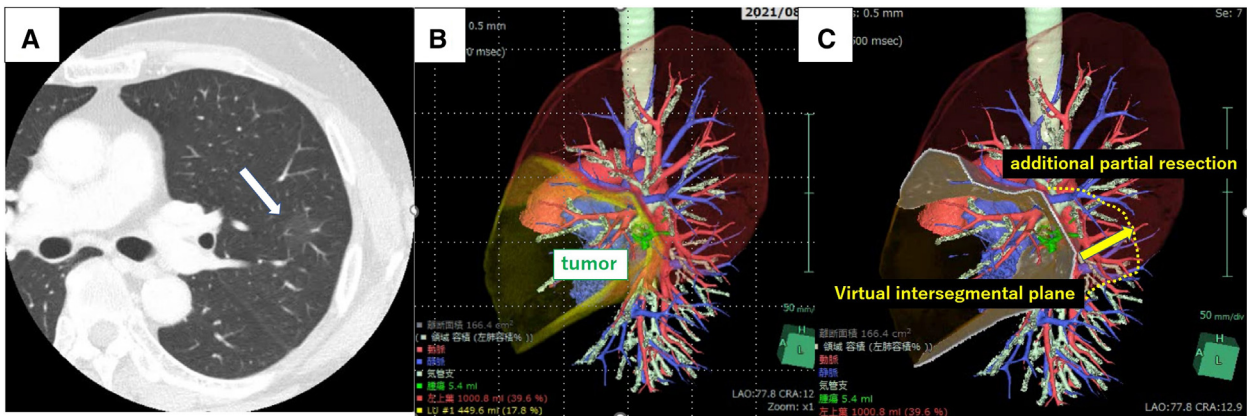 A
B
2021/08
0.5 mm
0 msec)
tumor
50 mm/
離断面積 166.4 cm²
領域 容積 (左肺容積% ))
動脈
静脈
気管支
腫瘍 5.4 ml
左上葉 1000.8 ml (39.6 %)
LU #1 449.6 ml (17.8 %)
H
A
L
LAO:77.8 CRA:12
Zoom: x1
C
s: 0.5 mm
500 msec)
Se: 7
additional partial resection
Virtual intersegmental plane
50 mm/div
離断面積 166.4 cm²
領域 容積 (左肺容積% ))
動脈
静脈
気管支
腫瘍 5.4 ml
左上葉 1000.8 ml (39.6 %)
H
A
L
LAO:77.8 CRA:12.9